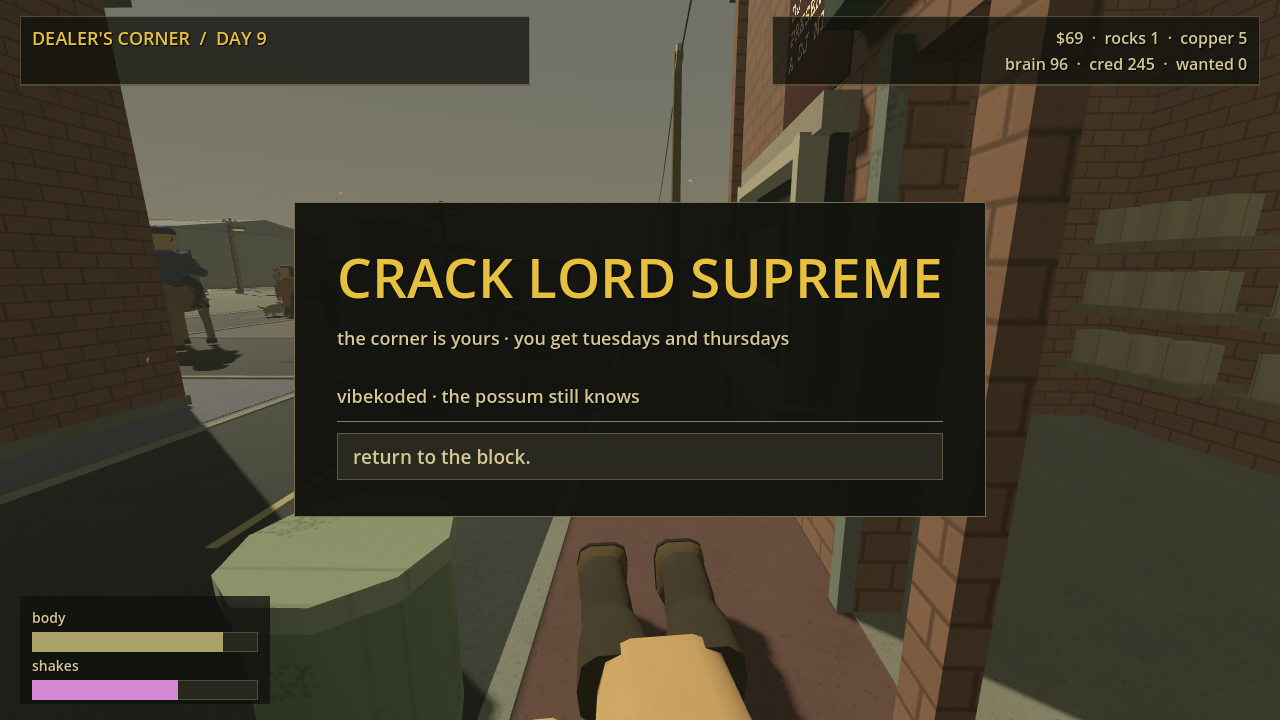 DEALER'S CORNER / DAY 9
$69 · rocks 1 · copper 5
brain 96 · cred 245 · wanted 0
CRACK LORD SUPREME
the corner is yours · you get tuesdays and thursdays
vibekoded · the possum still knows
return to the block.
body
shakes